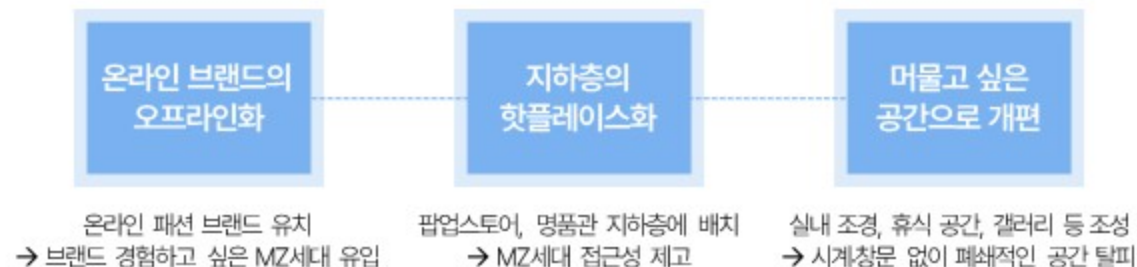 온라인 브랜드의
오프라인화
지하층의
핫플레이스화
머물고 싶은
공간으로 개편
온라인 패션 브랜드 유치
→ 브랜드 경험하고 싶은 MZ세대 유입
팝업스토어, 명품관 지하층에 배치
→ MZ세대 접근성 제고
실내 조경, 휴식 공간, 갤러리 등 조성
→ 시계·창문 없이 폐쇄적인 공간 탈피